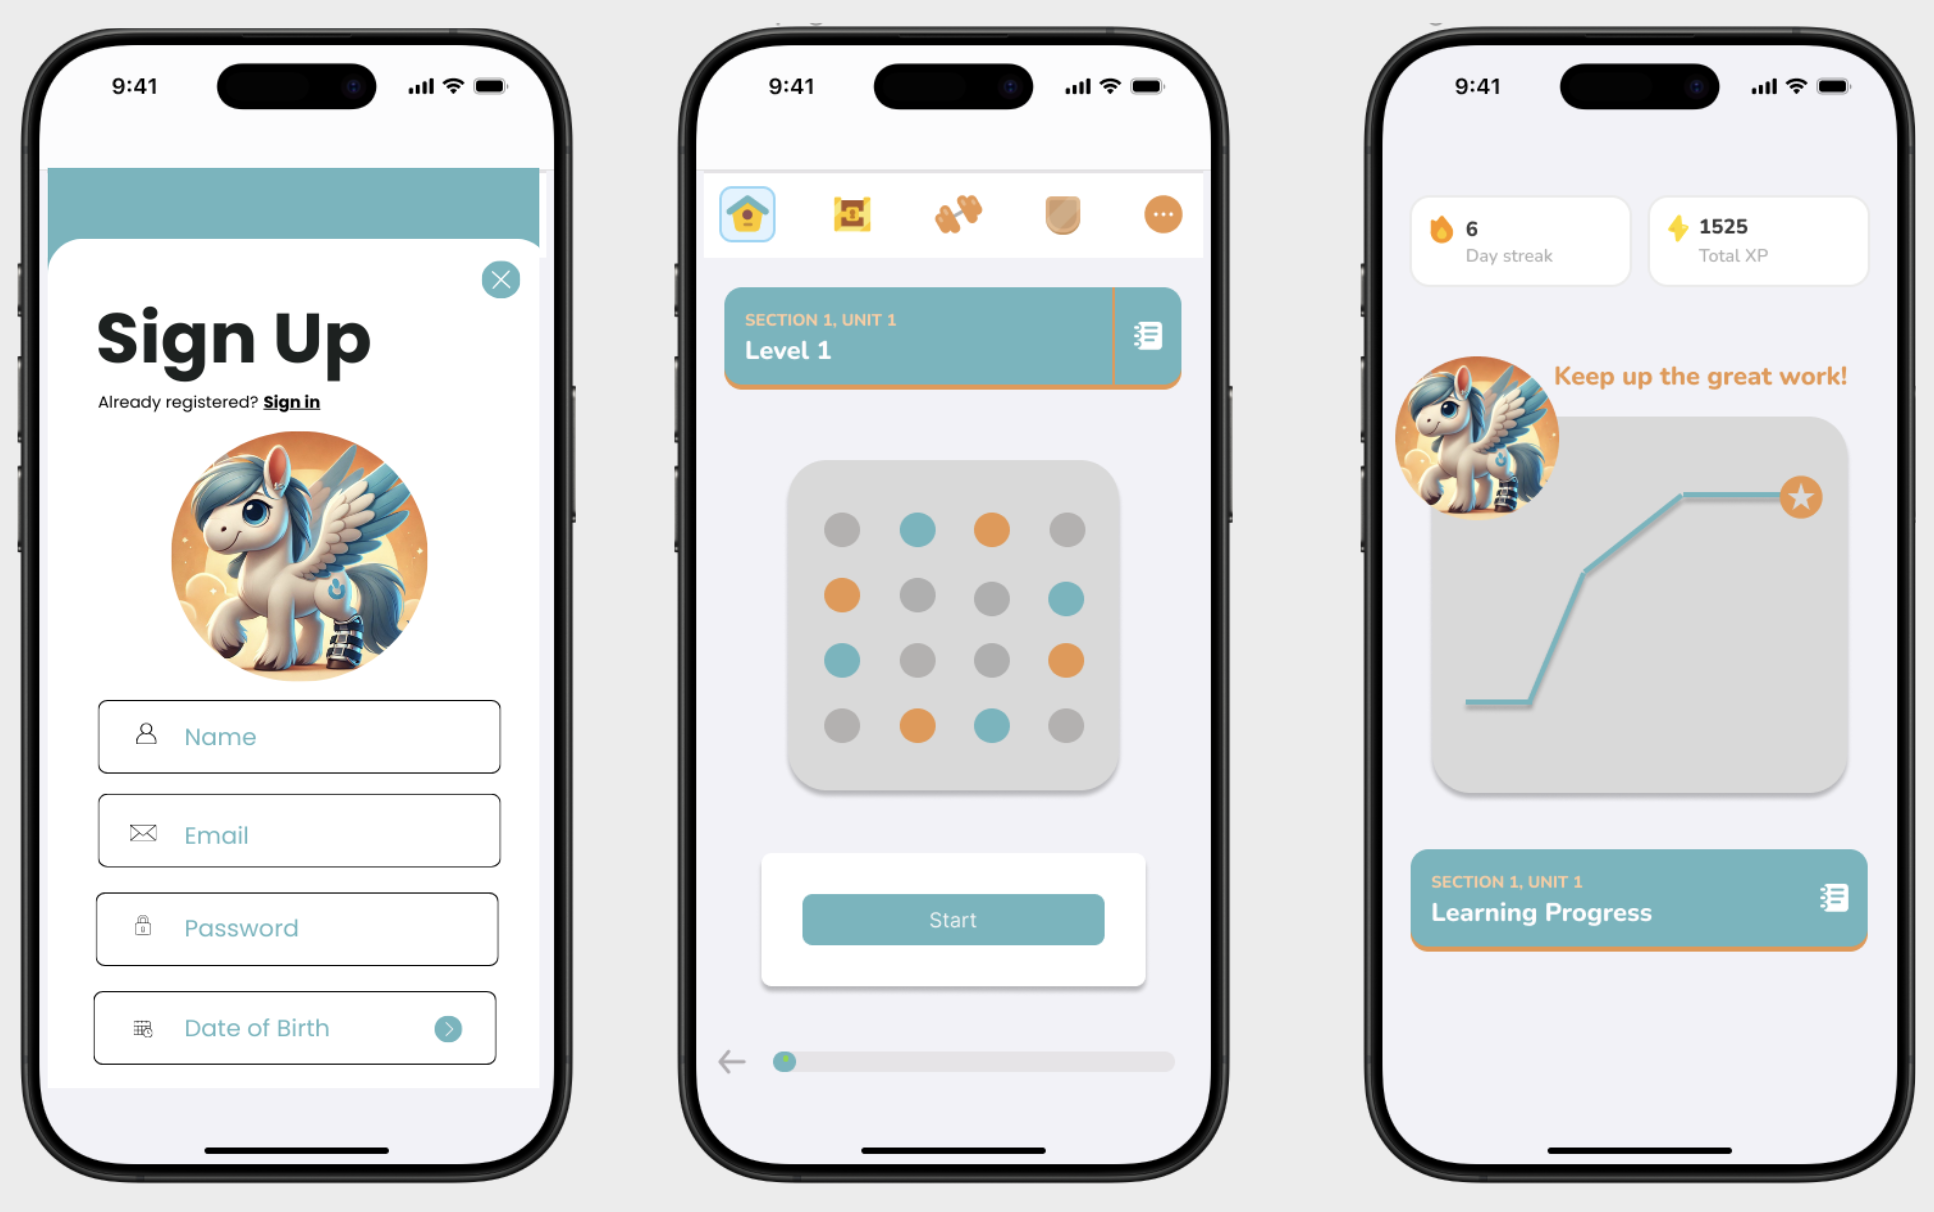 9:41
Sign Up
Already registered? Sign in
Name
Email
Password
Date of Birth
9:41
SECTION 1, UNIT 1
Level 1
Start
9:41
6
Day streak
1525
Total XP
Keep up the great work!
SECTION 1, UNIT 1
Learning Progress